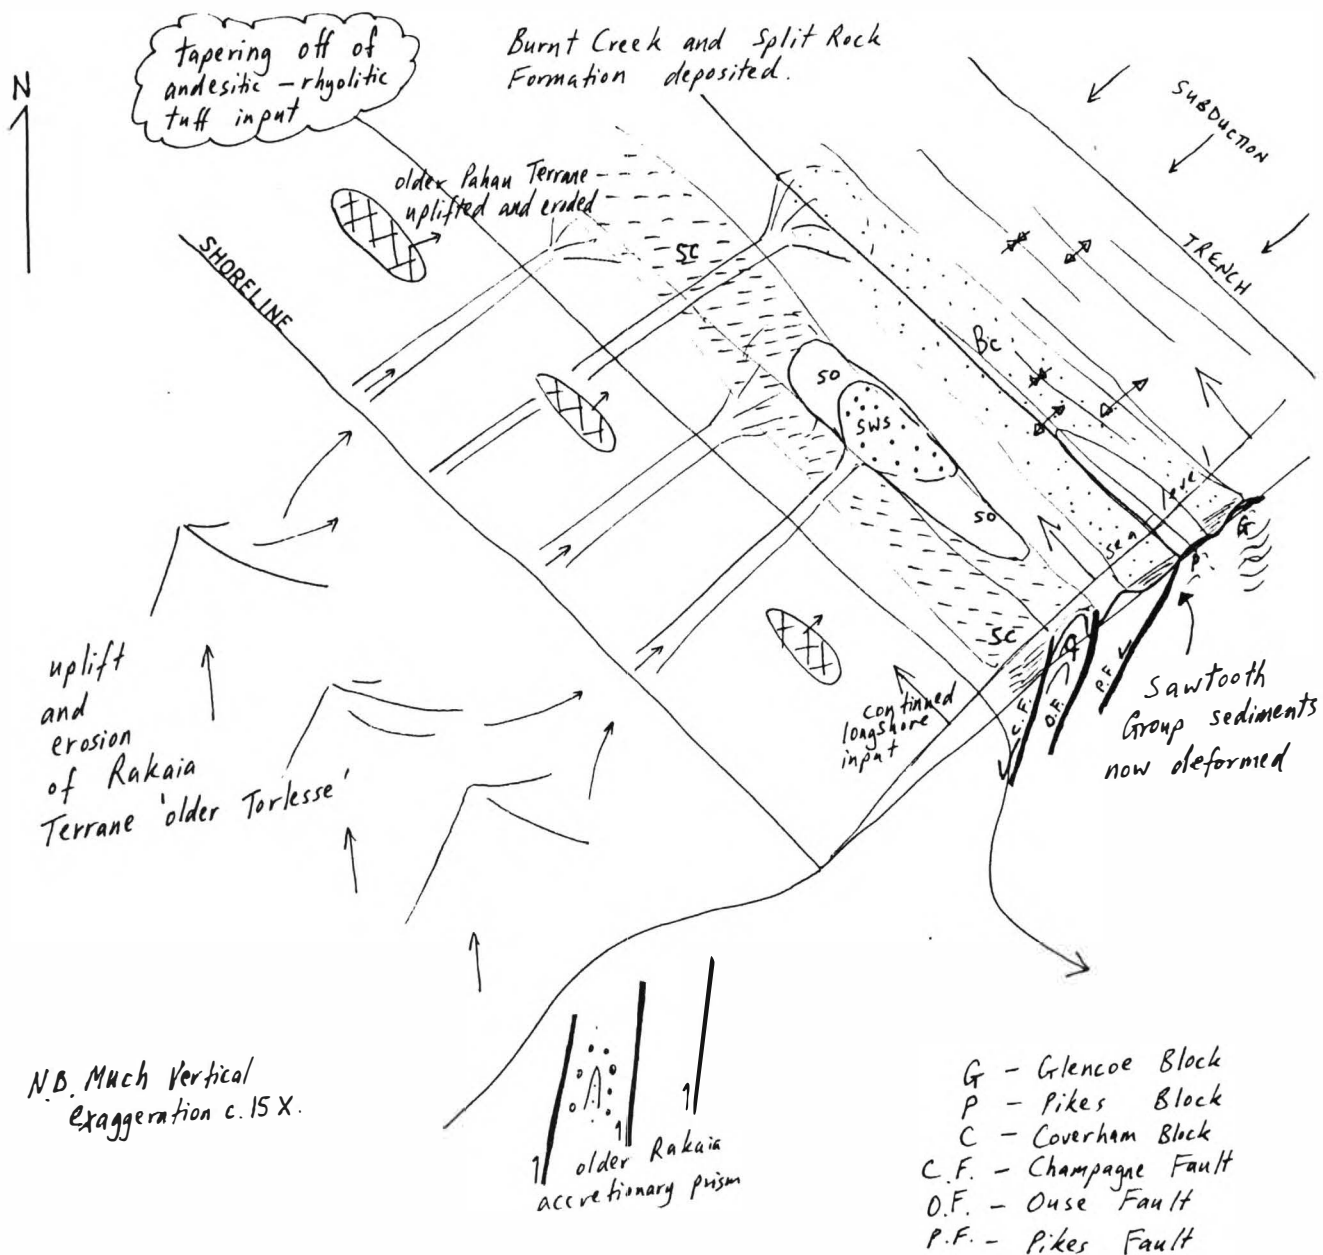 tapering off of
andesitic - rhyolitic
tuff input
Burnt Creek and Split Rock
Formation deposited.
N
SUBDUCTION
older Pahau Terrane
uplifted and eroded
SC
SHORELINE
TRENCH
Bc
SO
SWS
SO
sea level
G
P
SC
C.F.
O.F.
P.F.
uplift
and
erosion
of Rakaia
Terrane 'older Torlesse'
continued
longshore
input
Sawtooth
Group sediments
now deformed
N.B. Much Vertical
exaggeration c. 15 X.
older Rakaia
accretionary prism
G - Glencoe Block
P - Pikes Block
C - Coverham Block
C.F. - Champagne Fault
O.F. - Ouse Fault
P.F. - Pikes Fault